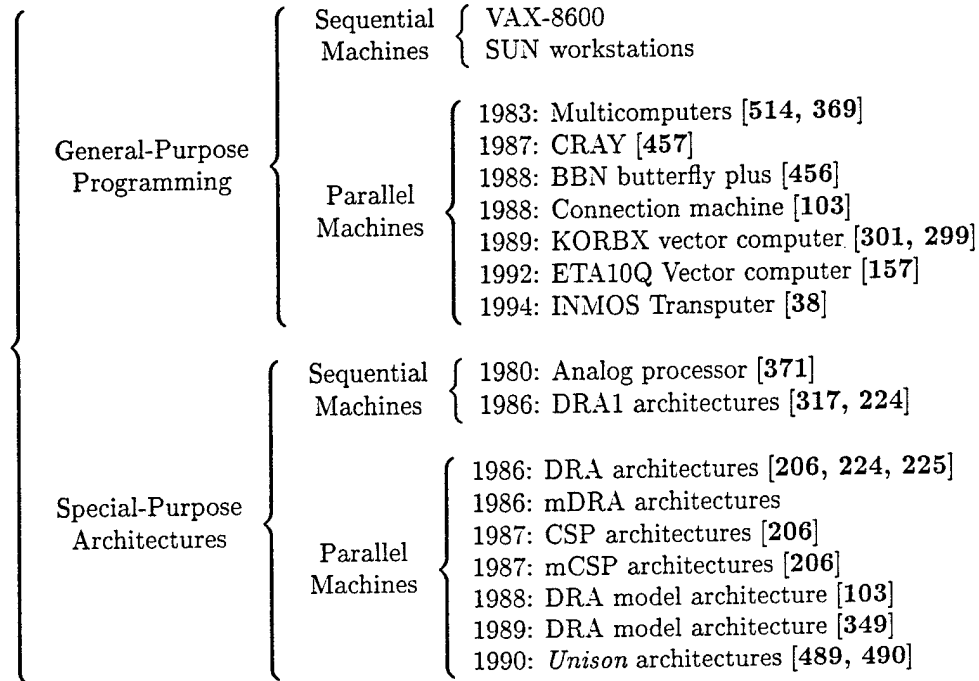 Sequential
Machines
VAX-8600
SUN workstations
General-Purpose
Programming
Parallel
Machines
1983: Multicomputers [514, 369]
1987: CRAY [457]
1988: BBN butterfly plus [456]
1988: Connection machine [103]
1989: KORBX vector computer [301, 299]
1992: ETA10Q Vector computer [157]
1994: INMOS Transputer [38]
Sequential
Machines
1980: Analog processor [371]
1986: DRA1 architectures [317, 224]
Special-Purpose
Architectures
Parallel
Machines
1986: DRA architectures [206, 224, 225]
1986: mDRA architectures
1987: CSP architectures [206]
1987: mCSP architectures [206]
1988: DRA model architecture [103]
1989: DRA model architecture [349]
1990: Unison architectures [489, 490]